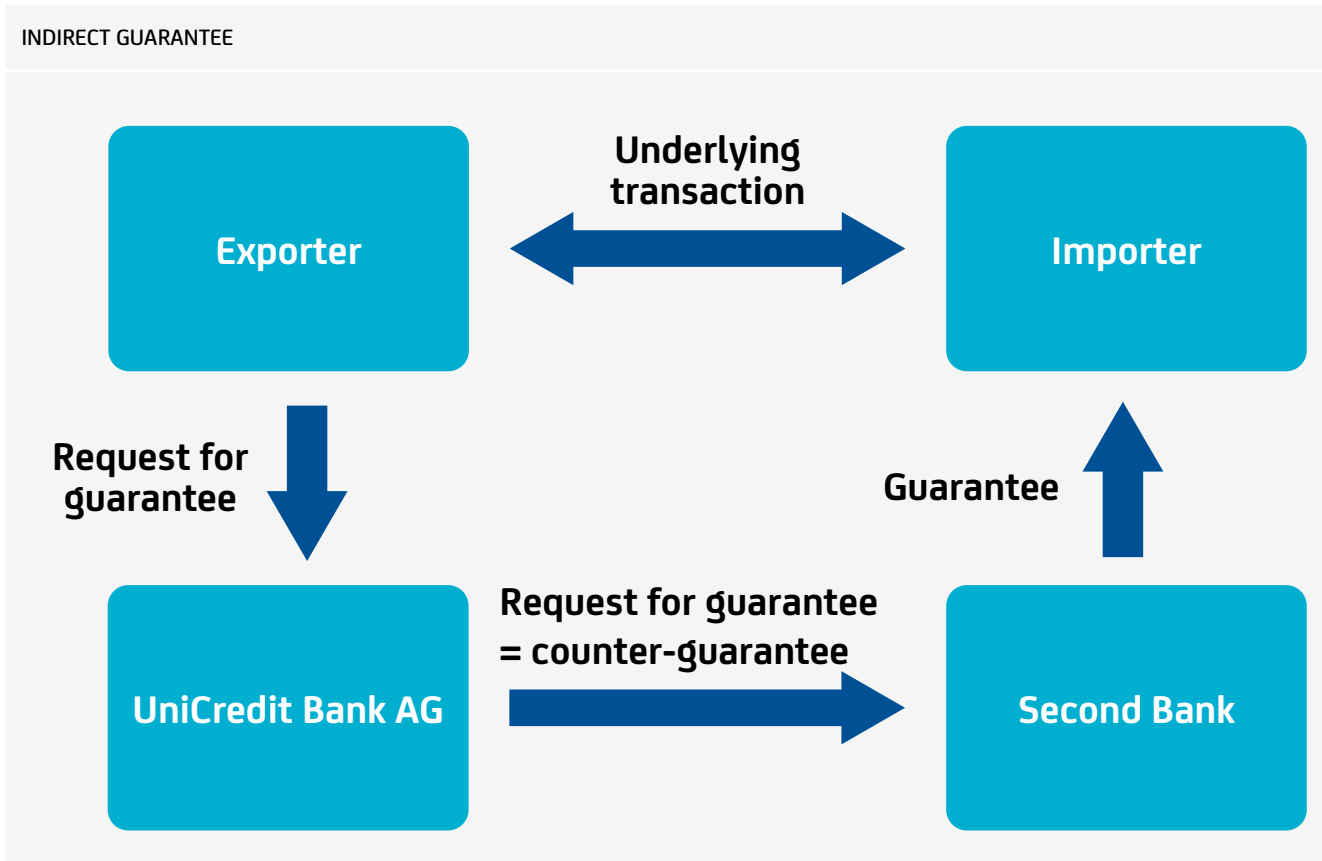 INDIRECT GUARANTEE
Exporter
Underlying
transaction
Importer
Request for
guarantee
Guarantee
UniCredit Bank AG
Request for guarantee
= counter-guarantee
Second Bank